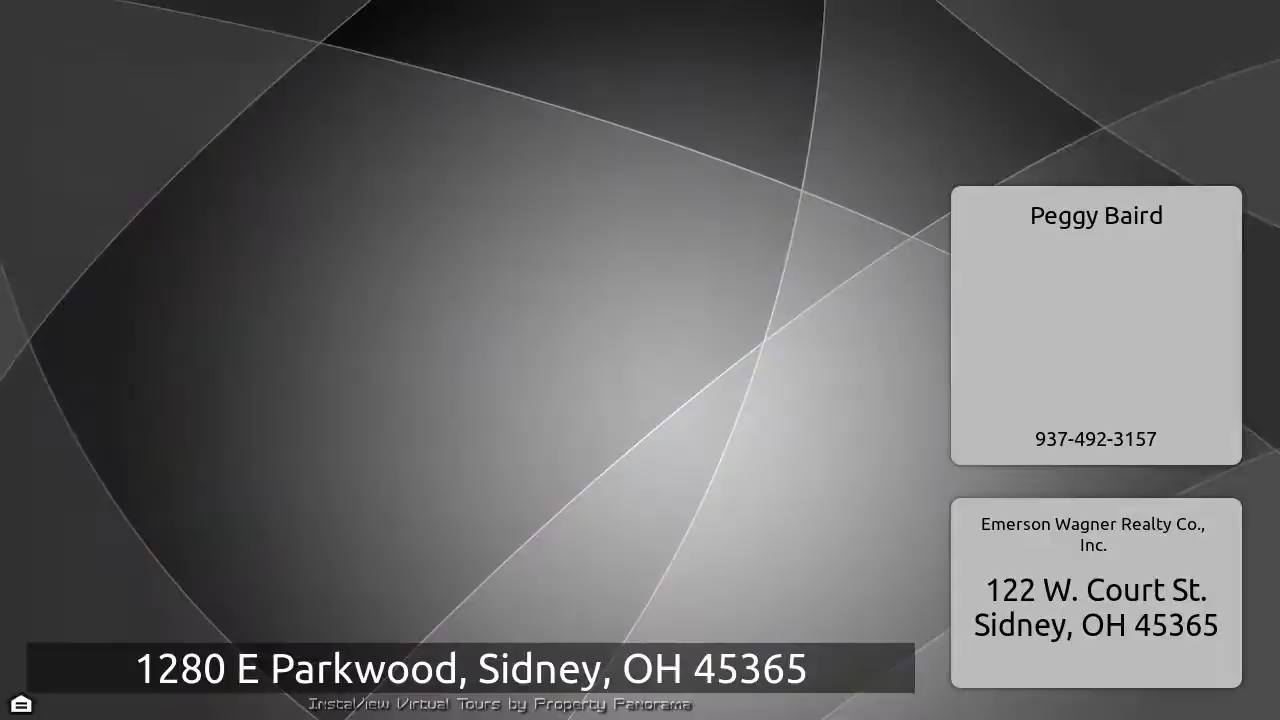 Peggy Baird
937-492-3157
Emerson Wagner Realty Co.,
Inc.
122 W. Court St.
Sidney, OH 45365
1280 E Parkwood, Sidney, OH 45365
InstaView Virtual Tours by Property Panorama